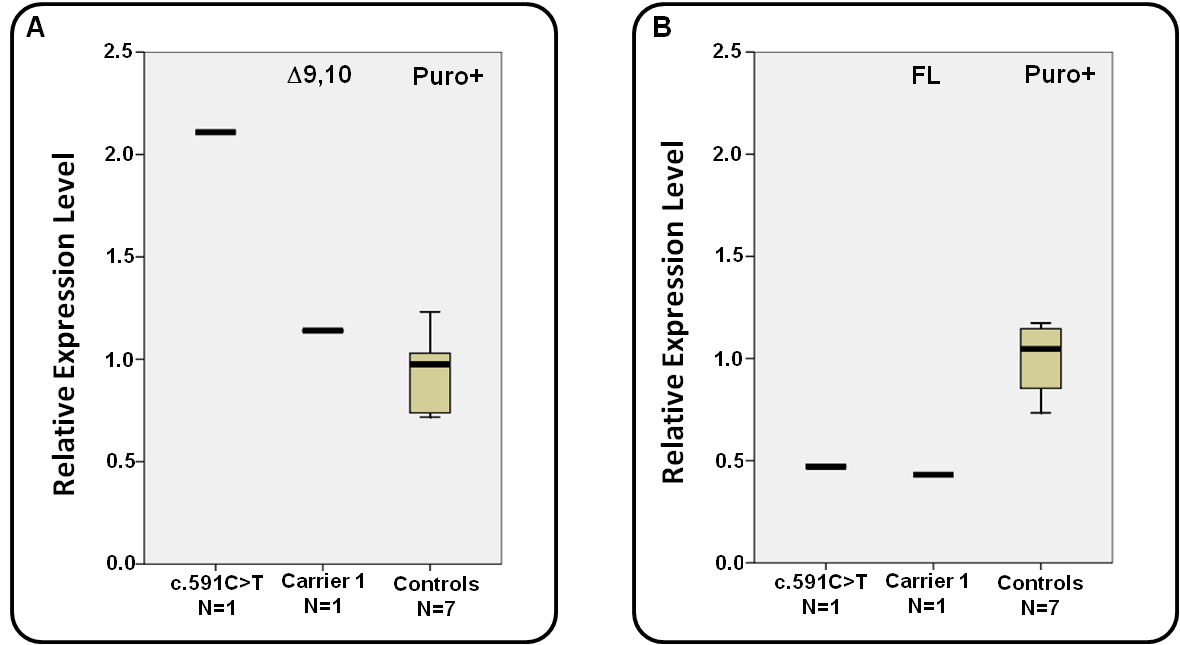 A
Δ9,10 Puro+
Relative Expression Level
2.5
2.0
1.5
1.0
0.5
0.0
c.591C>T Carrier 1 Controls
N=1 N=1 N=7
B
FL Puro+
Relative Expression Level
2.5
2.0
1.5
1.0
0.5
0.0
c.591C>T Carrier 1 Controls
N=1 N=1 N=7